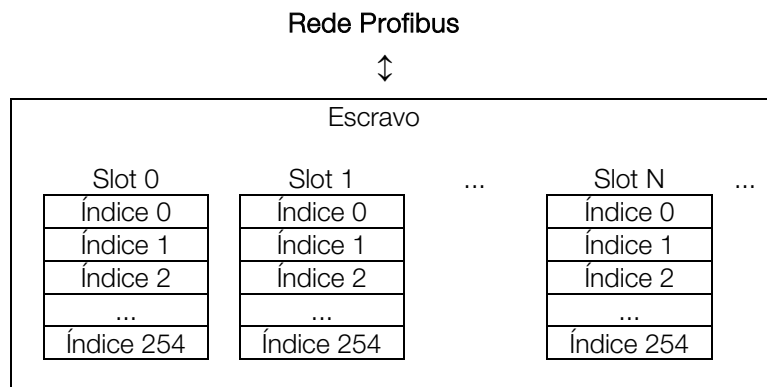 Rede Profibus
↕
Escravo
Slot 0 Slot 1 ... Slot N ...
Índice 0 Índice 0 Índice 0
Índice 1 Índice 1 Índice 1
Índice 2 Índice 2 Índice 2
... ... ...
Índice 254 Índice 254 Índice 254